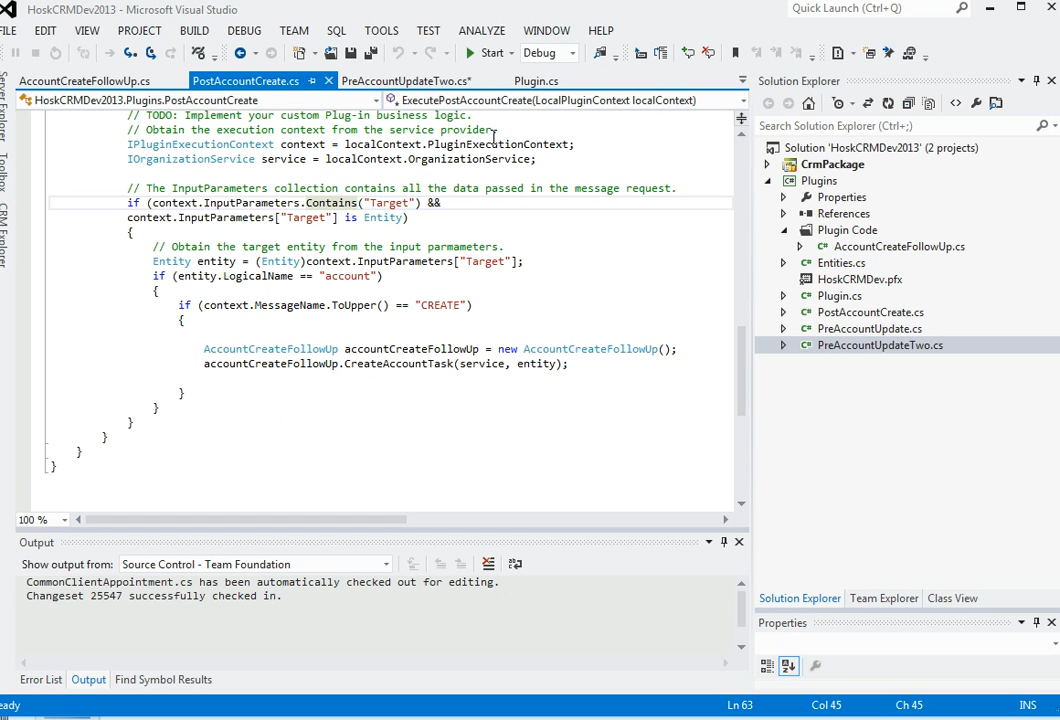 HoskCRMDev2013 - Microsoft Visual Studio
Quick Launch (Ctrl+Q)
FILE EDIT VIEW PROJECT BUILD DEBUG TEAM SQL TOOLS TEST ANALYZE WINDOW HELP
Start Debug
AccountCreateFollowUp.cs PostAccountCreate.cs PreAccountUpdateTwo.cs* Plugin.cs
HoskCRMDev2013.Plugins.PostAccountCreate ExecutePostAccountCreate(LocalPluginContext localContext)
// TODO: Implement your custom Plug-in business logic.
// Obtain the execution context from the service provider.
IPluginExecutionContext context = localContext.PluginExecutionContext;
IOrganizationService service = localContext.OrganizationService;
// The InputParameters collection contains all the data passed in the message request.
if (context.InputParameters.Contains("Target") &&
context.InputParameters["Target"] is Entity)
{
// Obtain the target entity from the input parmameters.
Entity entity = (Entity)context.InputParameters["Target"];
if (entity.LogicalName == "account")
{
if (context.MessageName.ToUpper() == "CREATE")
{
AccountCreateFollowUp accountCreateFollowUp = new AccountCreateFollowUp();
accountCreateFollowUp.CreateAccountTask(service, entity);
}
}
}
}
}
}
100 %
Output
Show output from: Source Control - Team Foundation
CommonClientAppointment.cs has been automatically checked out for editing.
Changeset 25547 successfully checked in.
Error List Output Find Symbol Results
Server Explorer
Toolbox
CRM Explorer
Solution Explorer
Search Solution Explorer (Ctrl+;)
Solution 'HoskCRMDev2013' (2 projects)
CrmPackage
Plugins
Properties
References
Plugin Code
C# AccountCreateFollowUp.cs
C# Entities.cs
HoskCRMDev.pfx
C# Plugin.cs
C# PostAccountCreate.cs
C# PreAccountUpdate.cs
C# PreAccountUpdateTwo.cs
Solution Explorer Team Explorer Class View
Properties
eady Ln 63 Col 45 Ch 45 INS